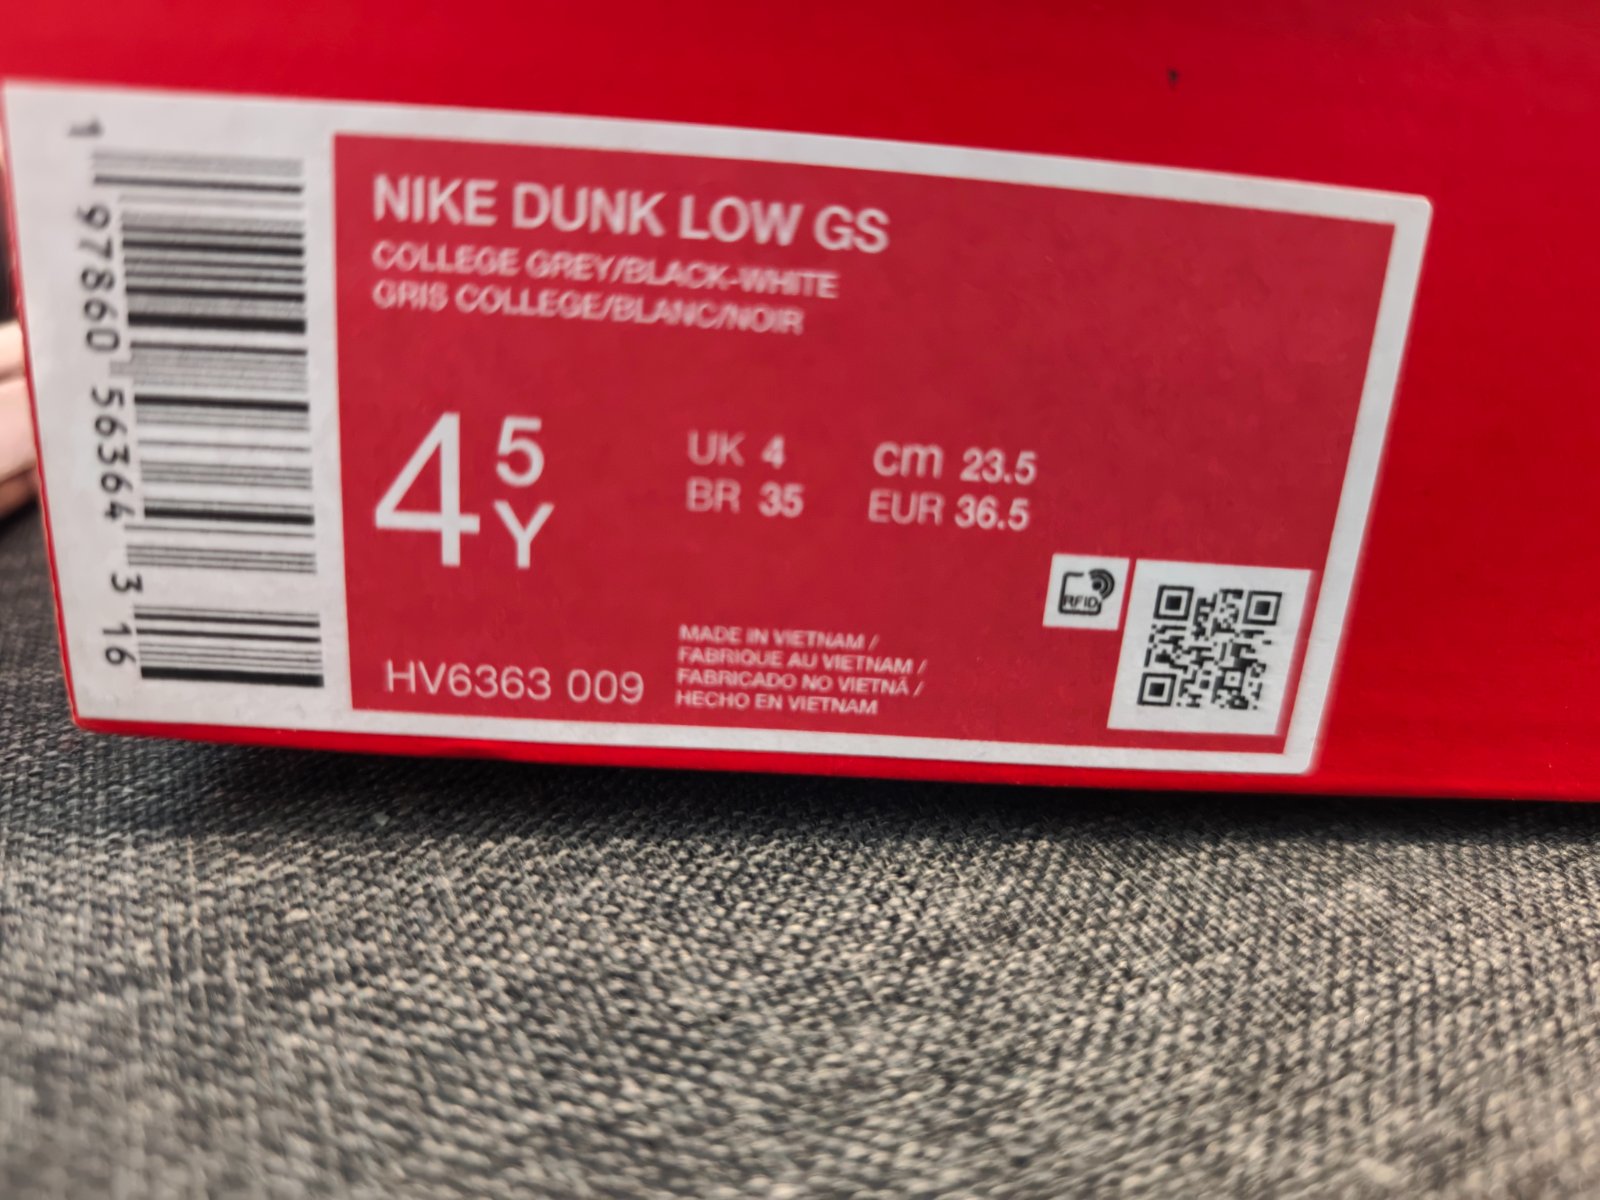 1 97860 56364 3 16
NIKE DUNK LOW GS
COLLEGE GREY/BLACK-WHITE
GRIS COLLEGE/BLANC/NOIR
4 5 Y
UK 4
BR 35
cm 23.5
EUR 36.5
RFID
HV6363 009
MADE IN VIETNAM /
FABRIQUE AU VIETNAM /
FABRICADO NO VIETNÃ /
HECHO EN VIETNAM